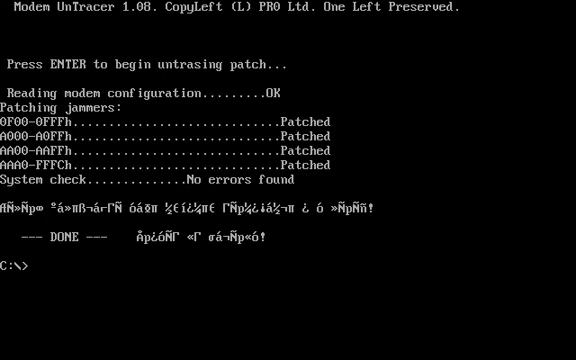 Modem UnTracer 1.08. CopyLeft (L) PR0 Ltd. One Left Preserved.
Press ENTER to begin untrasing patch...
Reading modem configuration.........OK
Patching jammers:
0F00-0FFFh.............................Patched
A000-A0FFh.............................Patched
AA00-AAFFh.............................Patched
AAA0-FFFCh.............................Patched
System check..............No errors found
--- DONE ---
C:\>